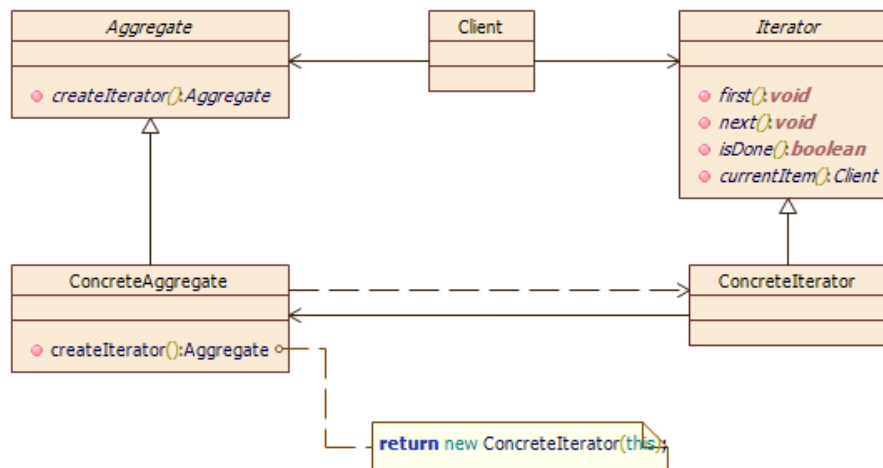 Aggregate
createIterator():Aggregate
Client
Iterator
first():void
next():void
isDone():boolean
currentItem():Client
ConcreteAggregate
createIterator():Aggregate
ConcreteIterator
return new ConcreteIterator(this);